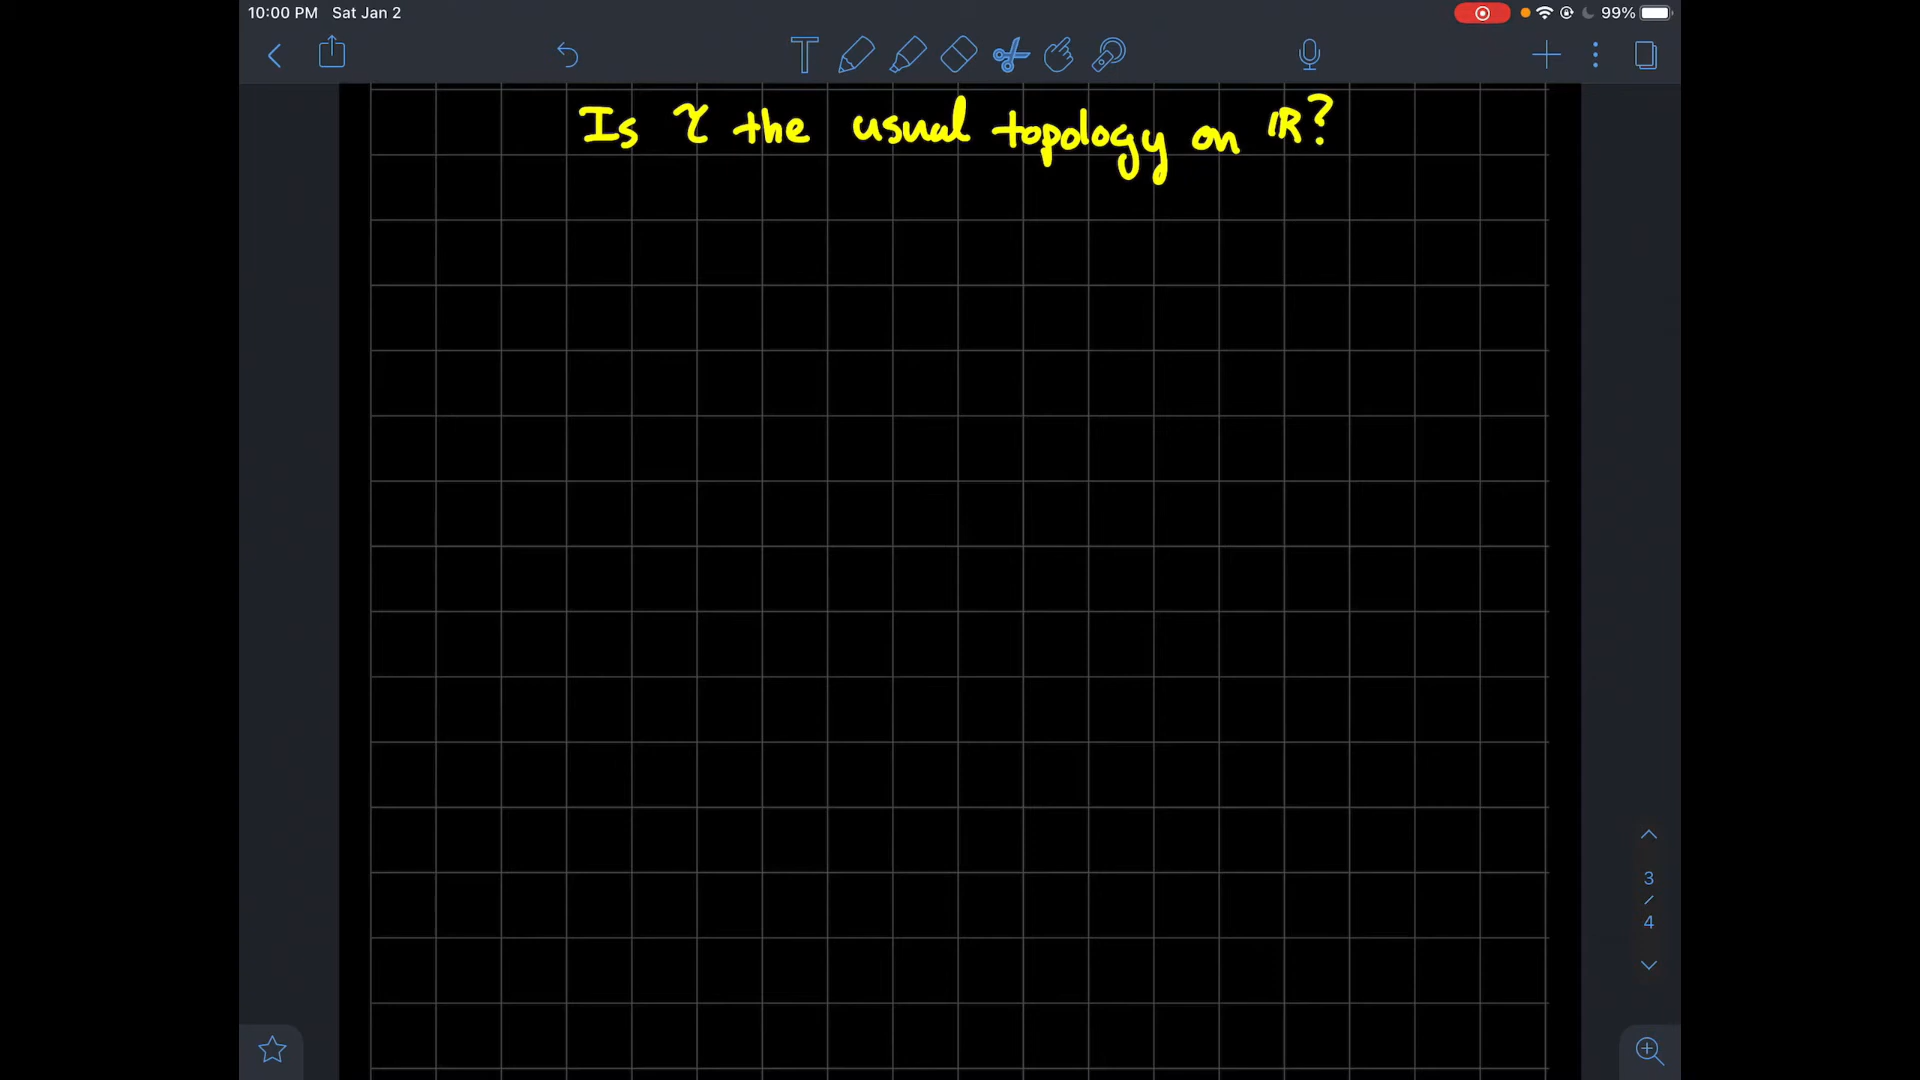 10:00 PM Sat Jan 2
99%
Is τ the usual topology on ℝ?
3
/
4